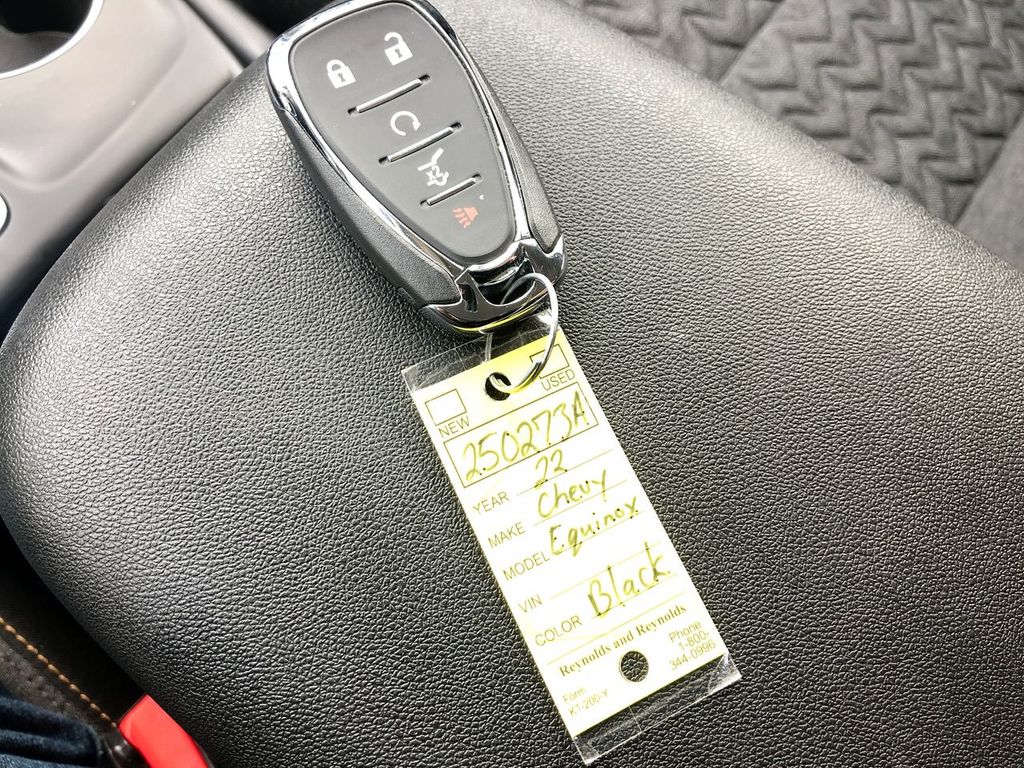 NEW USED
250273A
YEAR 22
MAKE Chevy
MODEL Equinox
VIN
COLOR Black
Reynolds and Reynolds
Form
KT-200-Y
Phone
1-800-
344-0996